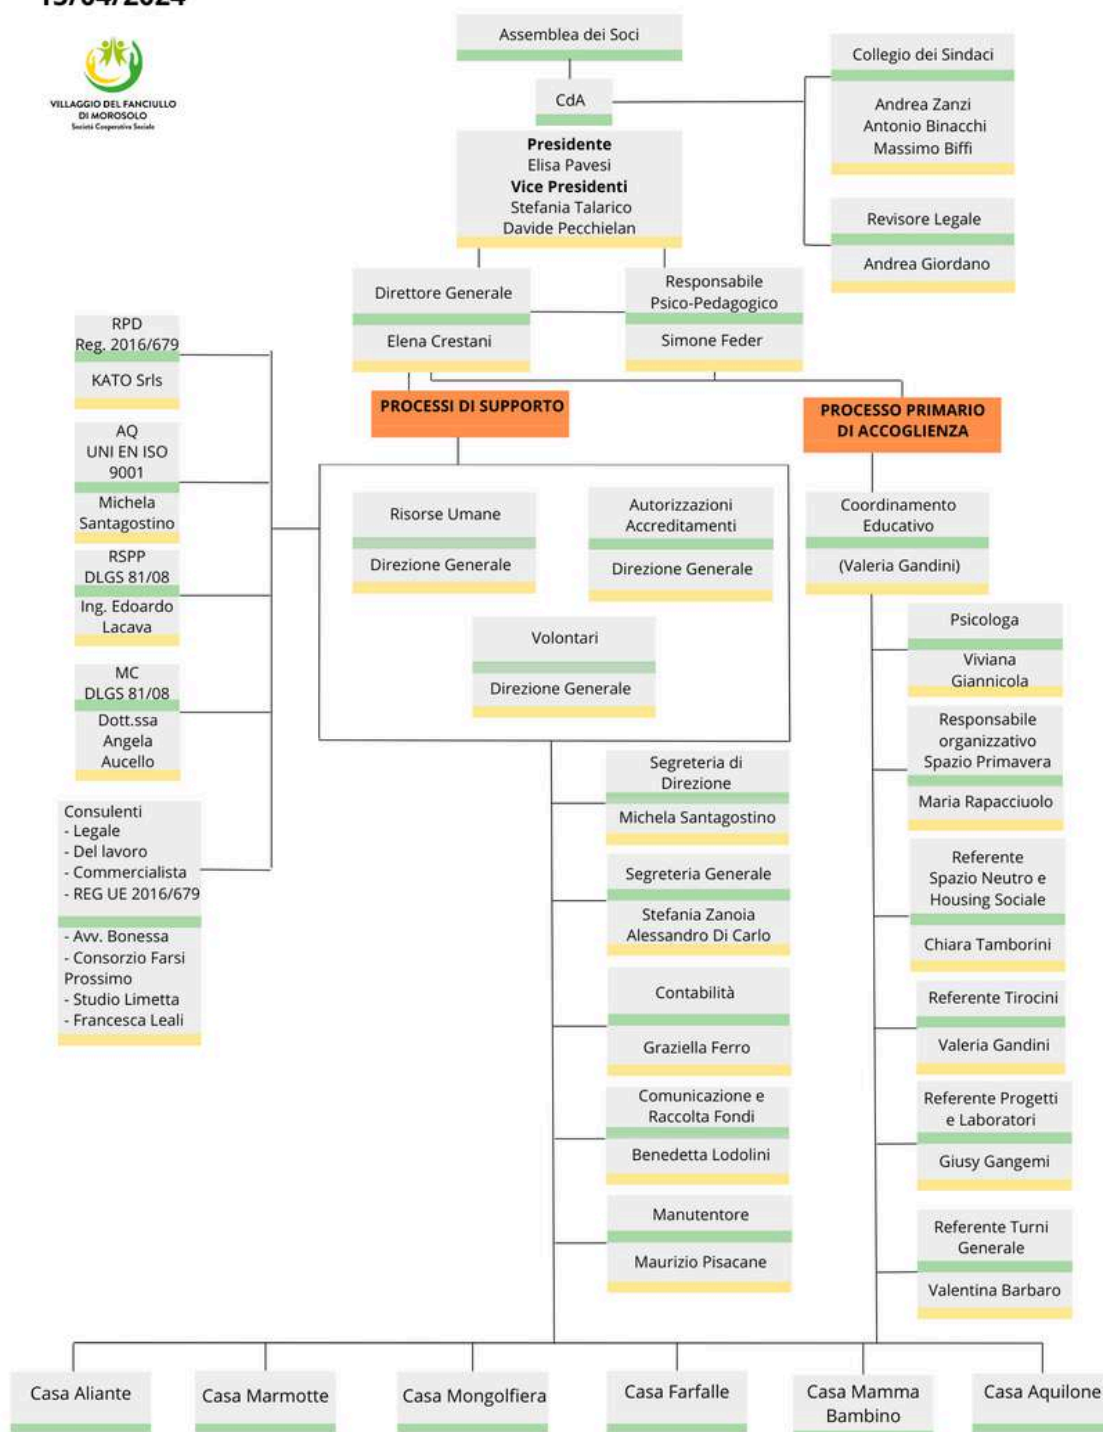 VILLAGGIO DEL FANCIULLO
DI MOROSOLO
Società Cooperativa Sociale
Assemblea dei Soci
CdA
Presidente
Elisa Pavesi
Vice Presidenti
Stefania Talarico
Davide Pecchielan
Collegio dei Sindaci
Andrea Zanzi
Antonio Binacchi
Massimo Biffi
Revisore Legale
Andrea Giordano
Direttore Generale
Elena Crestani
Responsabile
Psico-Pedagogico
Simone Feder
RPD
Reg. 2016/679
KATO Srls
AQ
UNI EN ISO
9001
Michela
Santagostino
RSPP
DLGS 81/08
Ing. Edoardo
Lacava
MC
DLGS 81/08
Dott.ssa
Angela
Aucello
Consulenti
- Legale
- Del lavoro
- Commercialista
- REG UE 2016/679
- Avv. Bonessa
- Consorzio Farsi
Prossimo
- Studio Limetta
- Francesca Leali
PROCESSI DI SUPPORTO
Risorse Umane
Direzione Generale
Autorizzazioni
Accreditamenti
Direzione Generale
Volontari
Direzione Generale
Segreteria di
Direzione
Michela Santagostino
Segreteria Generale
Stefania Zanoia
Alessandro Di Carlo
Contabilità
Graziella Ferro
Comunicazione e
Raccolta Fondi
Benedetta Lodolini
Manutentore
Maurizio Pisacane
PROCESSO PRIMARIO
DI ACCOGLIENZA
Coordinamento
Educativo
(Valeria Gandini)
Psicologa
Viviana
Giannicola
Responsabile
organizzativo
Spazio Primavera
Maria Rapacciuolo
Referente
Spazio Neutro e
Housing Sociale
Chiara Tamborini
Referente Tirocini
Valeria Gandini
Referente Progetti
e Laboratori
Giusy Gangemi
Referente Turni
Generale
Valentina Barbaro
Casa Aliante
Casa Marmotte
Casa Mongolfiera
Casa Farfalle
Casa Mamma
Bambino
Casa Aquilone